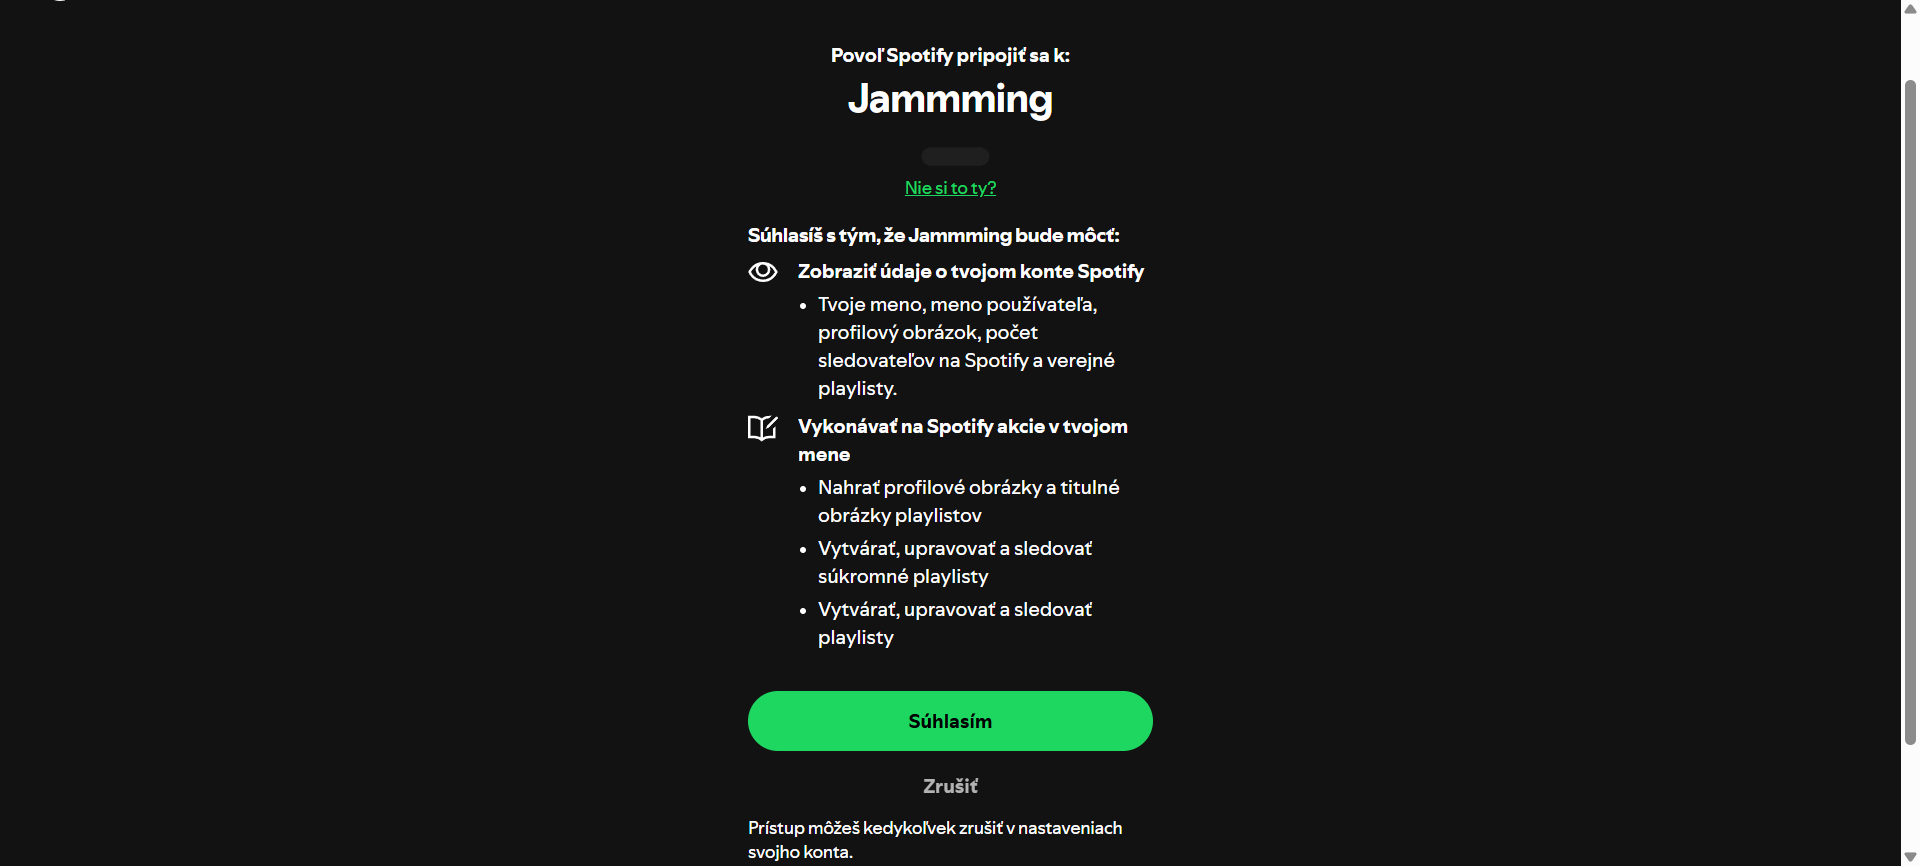 Povoľ Spotify pripojiť sa k:
Jammming
Nie si to ty?
Súhlasíš s tým, že Jammming bude môcť:
Zobraziť údaje o tvojom konte Spotify
• Tvoje meno, meno používateľa,
profilový obrázok, počet
sledovateľov na Spotify a verejné
playlisty.
Vykonávať na Spotify akcie v tvojom
mene
• Nahrať profilové obrázky a titulné
obrázky playlistov
• Vytvárať, upravovať a sledovať
súkromné playlisty
• Vytvárať, upravovať a sledovať
playlisty
Súhlasím
Zrušiť
Prístup môžeš kedykoľvek zrušiť v nastaveniach
svojho konta.